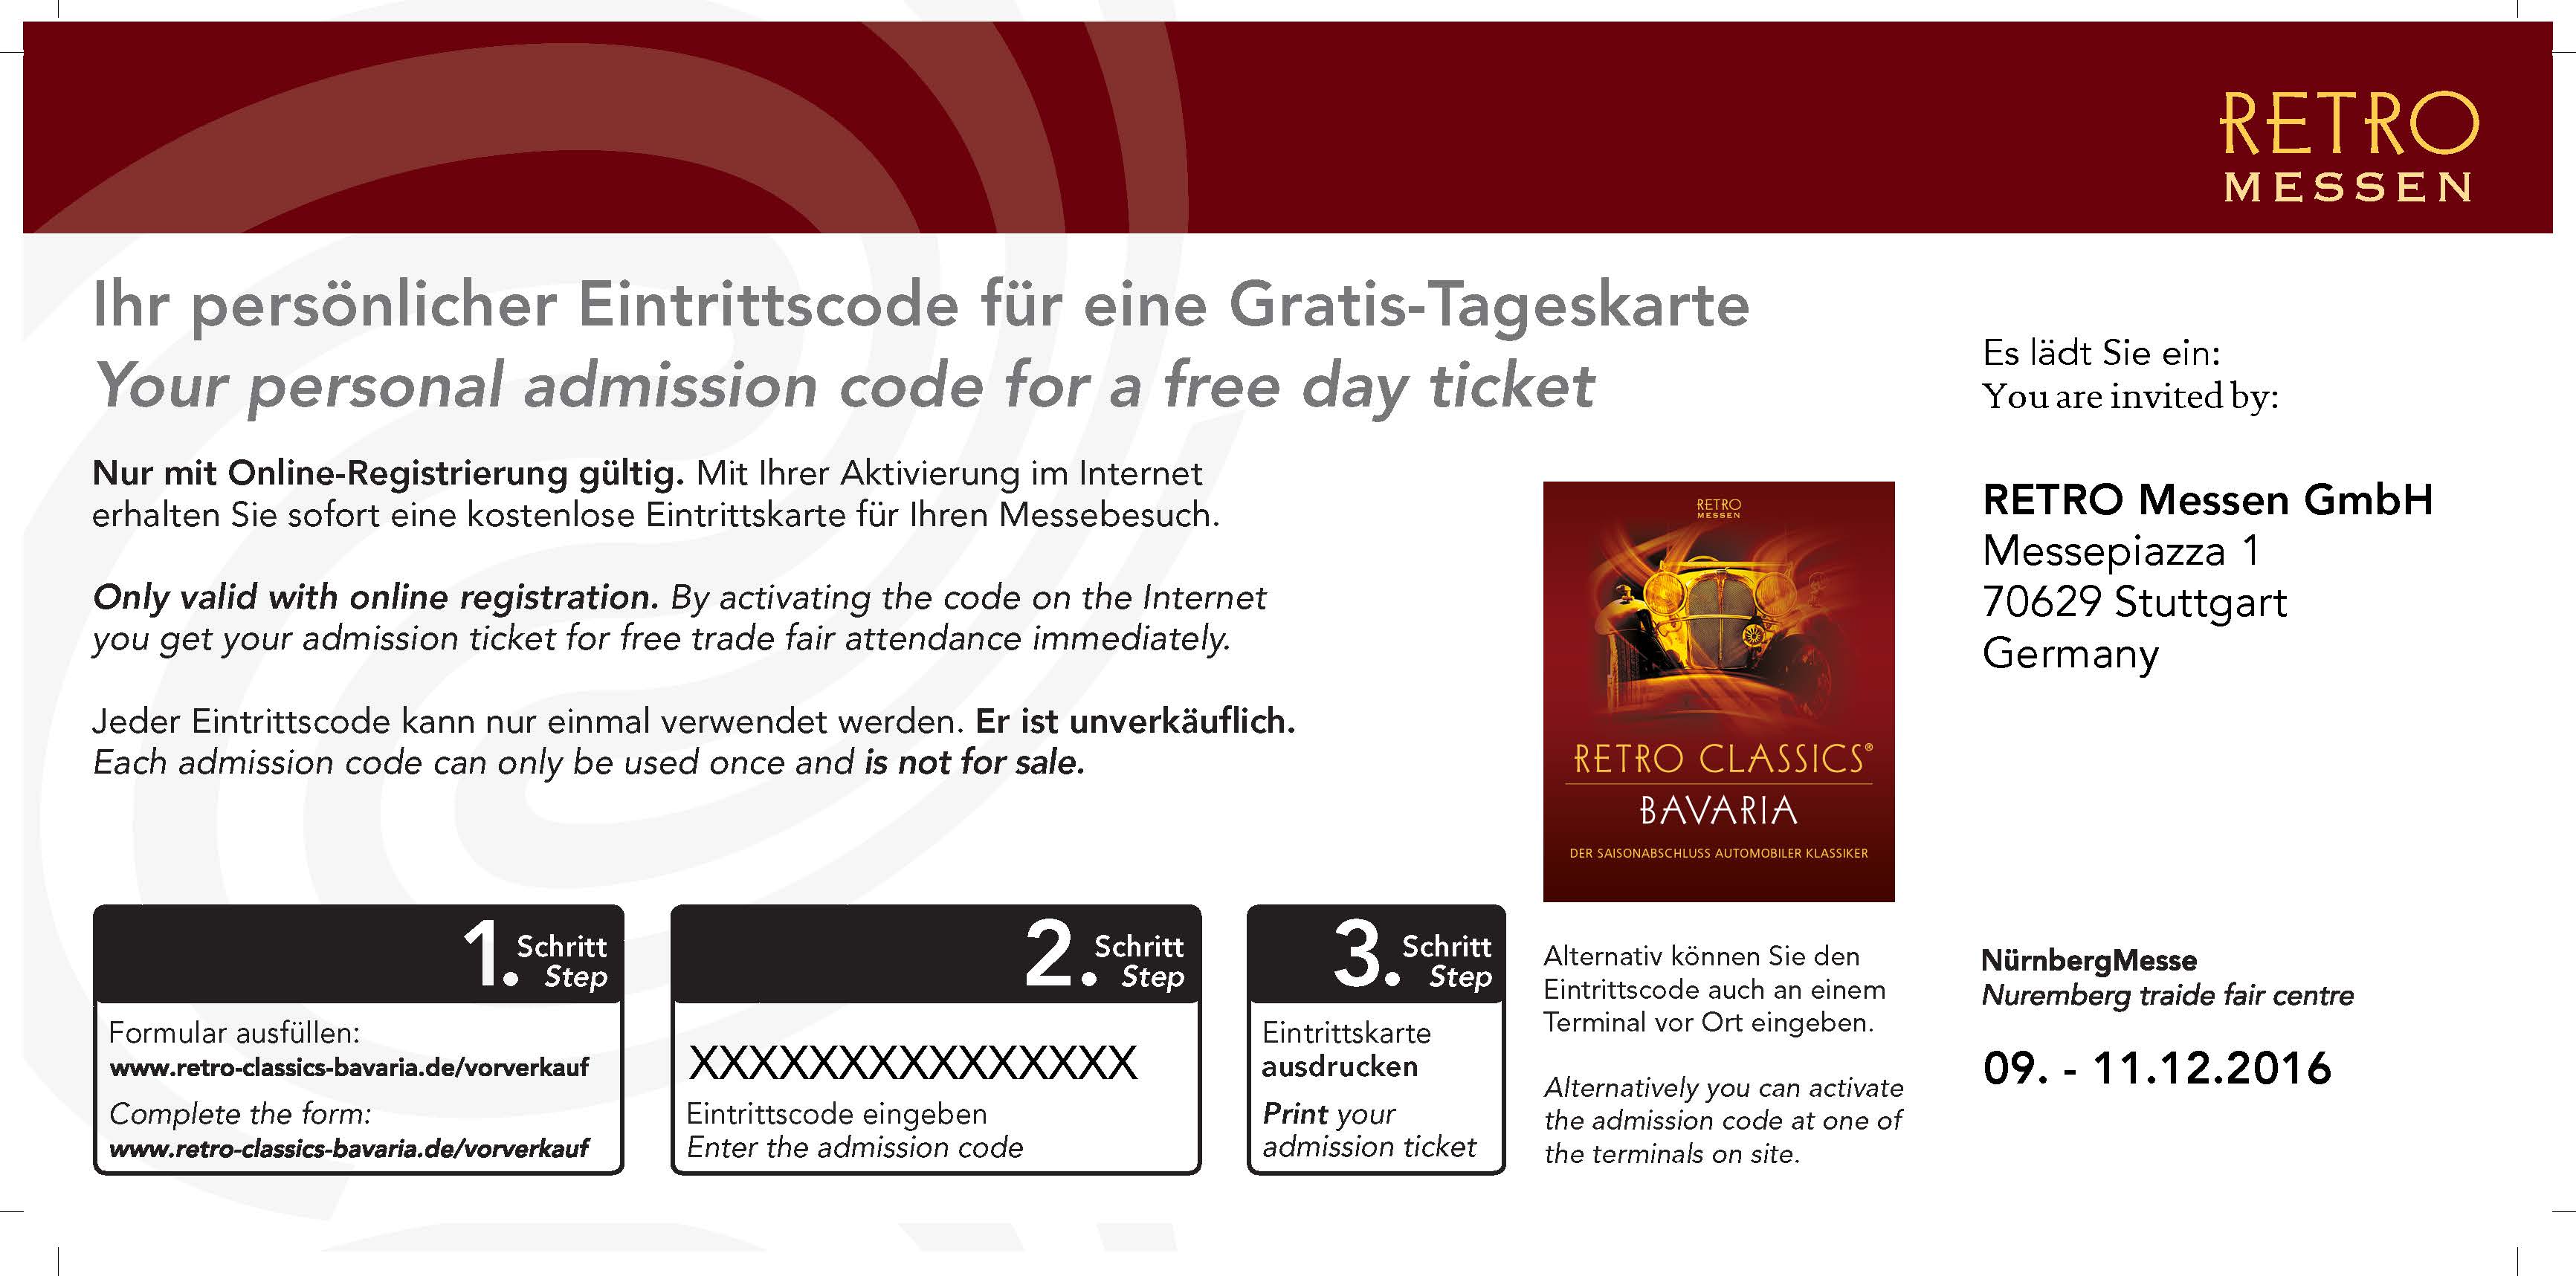 RETRO
MESSEN
Ihr persönlicher Eintrittscode für eine Gratis-Tageskarte
Your personal admission code for a free day ticket
Nur mit Online-Registrierung gültig. Mit Ihrer Aktivierung im Internet
erhalten Sie sofort eine kostenlose Eintrittskarte für Ihren Messebesuch.
Only valid with online registration. By activating the code on the Internet
you get your admission ticket for free trade fair attendance immediately.
Jeder Eintrittscode kann nur einmal verwendet werden. Er ist unverkäuflich.
Each admission code can only be used once and is not for sale.
1. Schritt
Step
Formular ausfüllen:
www.retro-classics-bavaria.de/vorverkauf
Complete the form:
www.retro-classics-bavaria.de/vorverkauf
2. Schritt
Step
XXXXXXXXXXXXXXX
Eintrittscode eingeben
Enter the admission code
3. Schritt
Step
Eintrittskarte
ausdrucken
Print your
admission ticket
RETRO
MESSEN
RETRO CLASSICS®
BAVARIA
DER SAISONABSCHLUSS AUTOMOBILER KLASSIKER
Alternativ können Sie den
Eintrittscode auch an einem
Terminal vor Ort eingeben.
Alternatively you can activate
the admission code at one of
the terminals on site.
Es lädt Sie ein:
You are invited by:
RETRO Messen GmbH
Messepiazza 1
70629 Stuttgart
Germany
NürnbergMesse
Nuremberg traide fair centre
09. - 11.12.2016